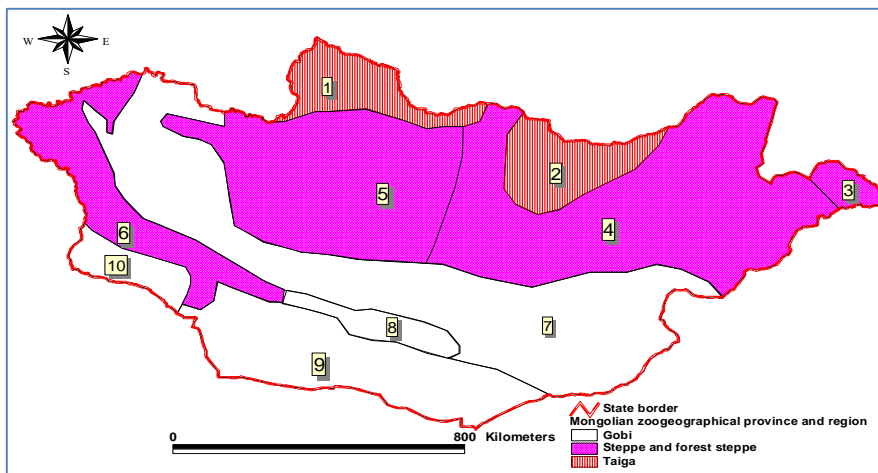 N
W E
S
1
2
3
5
4
6
10
7
8
9
State border
Mongolian zoogeographical province and region
Gobi
Steppe and forest steppe
Taiga
0 800 Kilometers